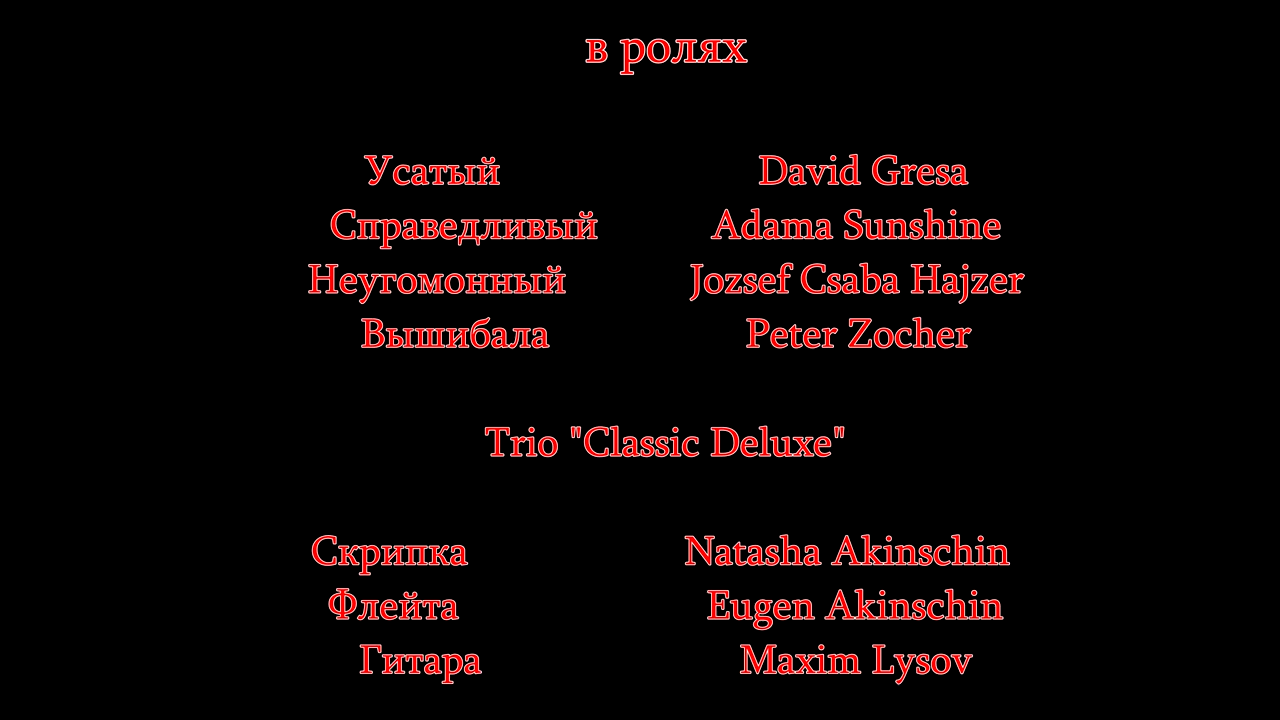 в ролях
Усатый David Gresa
Справедливый Adama Sunshine
Неугомонный Jozsef Csaba Hajzer
Вышибала Peter Zocher
Trio "Classic Deluxe"
Скрипка Natasha Akinschin
Флейта Eugen Akinschin
Гитара Maxim Lysov